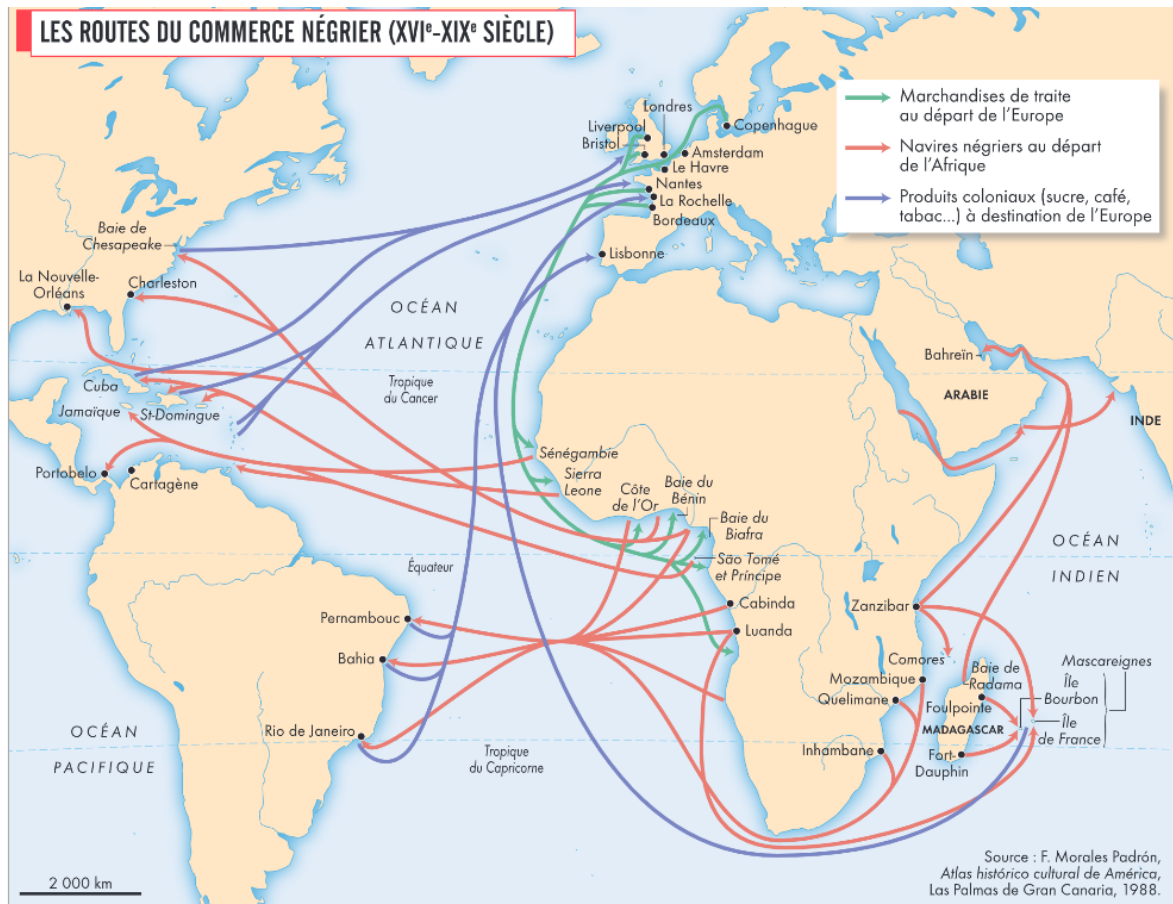 LES ROUTES DU COMMERCE NÉGRIER (XVIe-XIXe SIÈCLE)
Marchandises de traite
au départ de l'Europe
Navires négriers au départ
de l'Afrique
Produits coloniaux (sucre, café,
tabac...) à destination de l'Europe
Londres
Liverpool
Bristol
Copenhague
Amsterdam
Le Havre
Nantes
La Rochelle
Bordeaux
Lisbonne
Baie de
Chesapeake
La Nouvelle-
Orléans
Charleston
OCÉAN
ATLANTIQUE
Tropique
du Cancer
Cuba
Jamaïque
St-Domingue
Portobelo
Cartagène
Bahreïn
ARABIE
INDE
Sénégambie
Sierra
Leone
Côte
de l'Or
Baie du
Bénin
Baie du
Biafra
São Tomé
et Príncipe
Équateur
OCÉAN
INDIEN
Cabinda
Luanda
Zanzibar
Pernambouc
Bahia
Rio de Janeiro
Comores
Mozambique
Quelimane
Baie de
Radama
Foulpointe
MADAGASCAR
Mascareignes
Île
Bourbon
Île
de France
Inhambane
Fort-
Dauphin
OCÉAN
PACIFIQUE
Tropique
du Capricorne
2 000 km
Source : F. Morales Padrón,
Atlas histórico cultural de América,
Las Palmas de Gran Canaria, 1988.